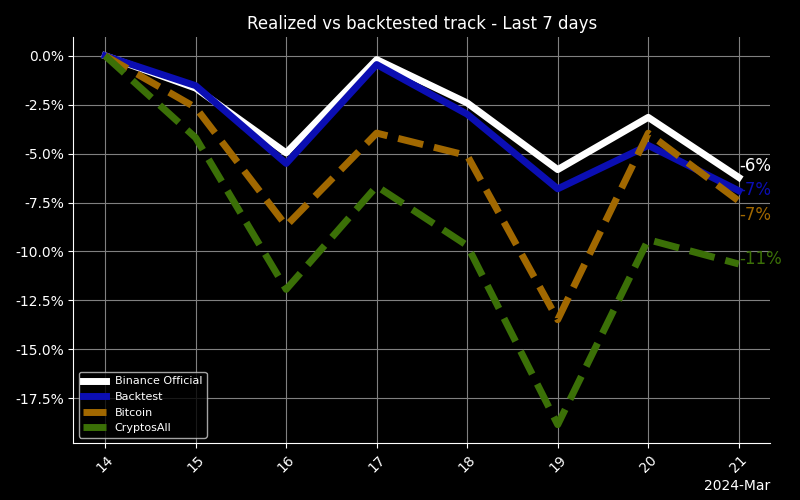 Realized vs backtested track - Last 7 days
0.0%
-2.5%
-5.0%
-7.5%
-10.0%
-12.5%
-15.0%
-17.5%
-6%
-7%
-7%
-11%
Binance Official
Backtest
Bitcoin
CryptosAll
14 15 16 17 18 19 20 21
2024-Mar